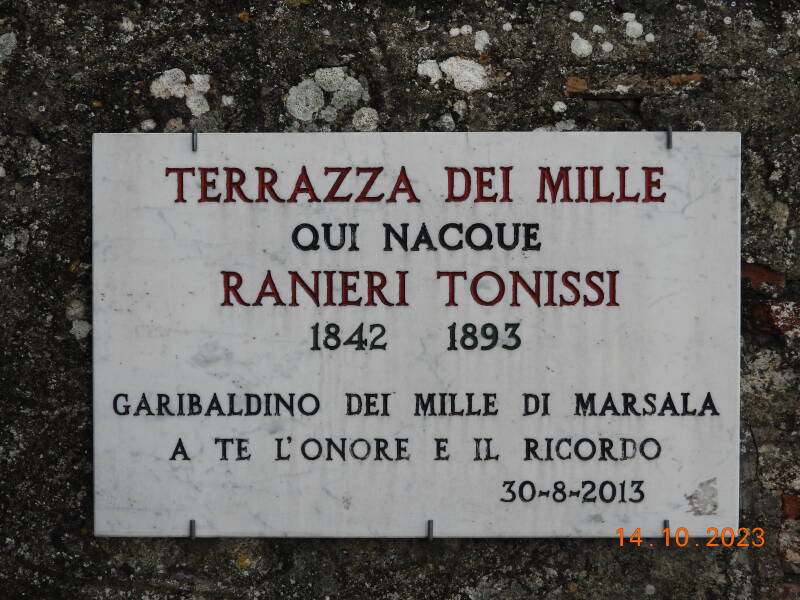 TERRAZZA DEI MILLE
QUI NACQUE
RANIERI TONISSI
1842 1893
GARIBALDINO DEI MILLE DI MARSALA
A TE L'ONORE E IL RICORDO
30-8-2013
14.10.2023